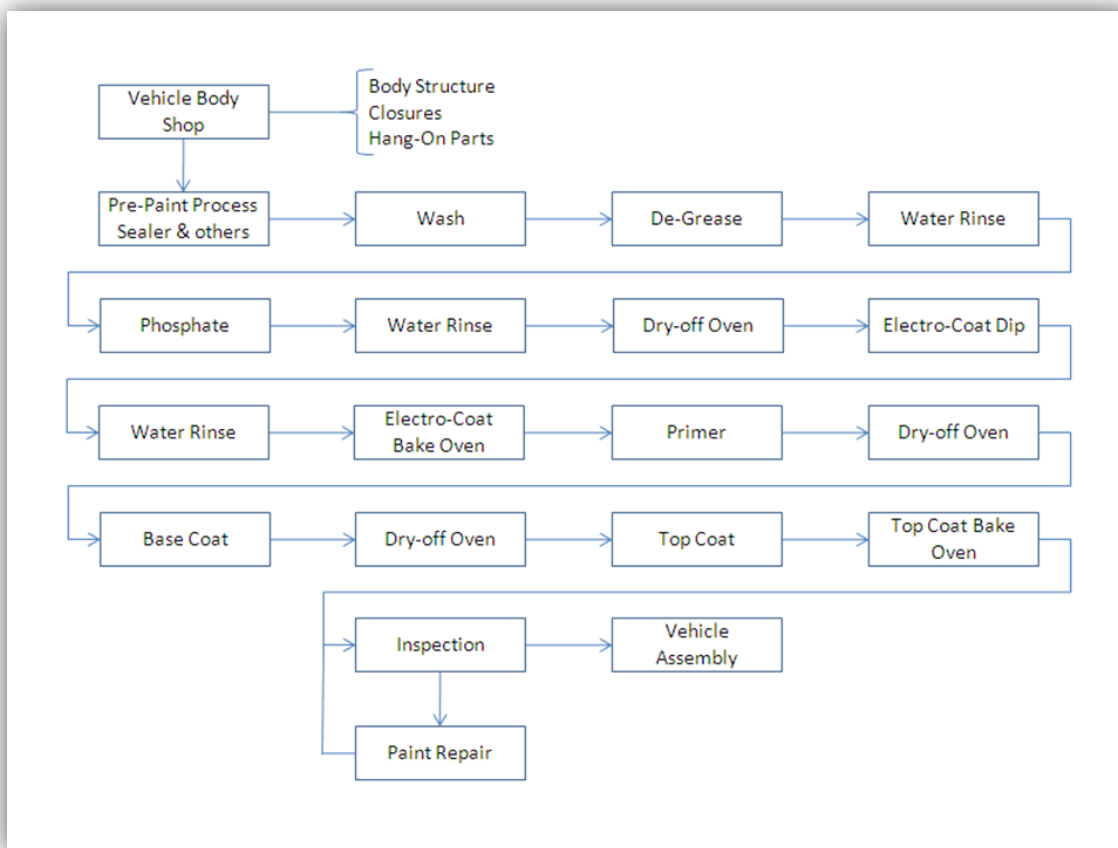 Vehicle Body
Shop
Body Structure
Closures
Hang-On Parts
Pre-Paint Process
Sealer & others
Wash
De-Grease
Water Rinse
Phosphate
Water Rinse
Dry-off Oven
Electro-Coat Dip
Water Rinse
Electro-Coat
Bake Oven
Primer
Dry-off Oven
Base Coat
Dry-off Oven
Top Coat
Top Coat Bake
Oven
Inspection
Vehicle
Assembly
Paint Repair